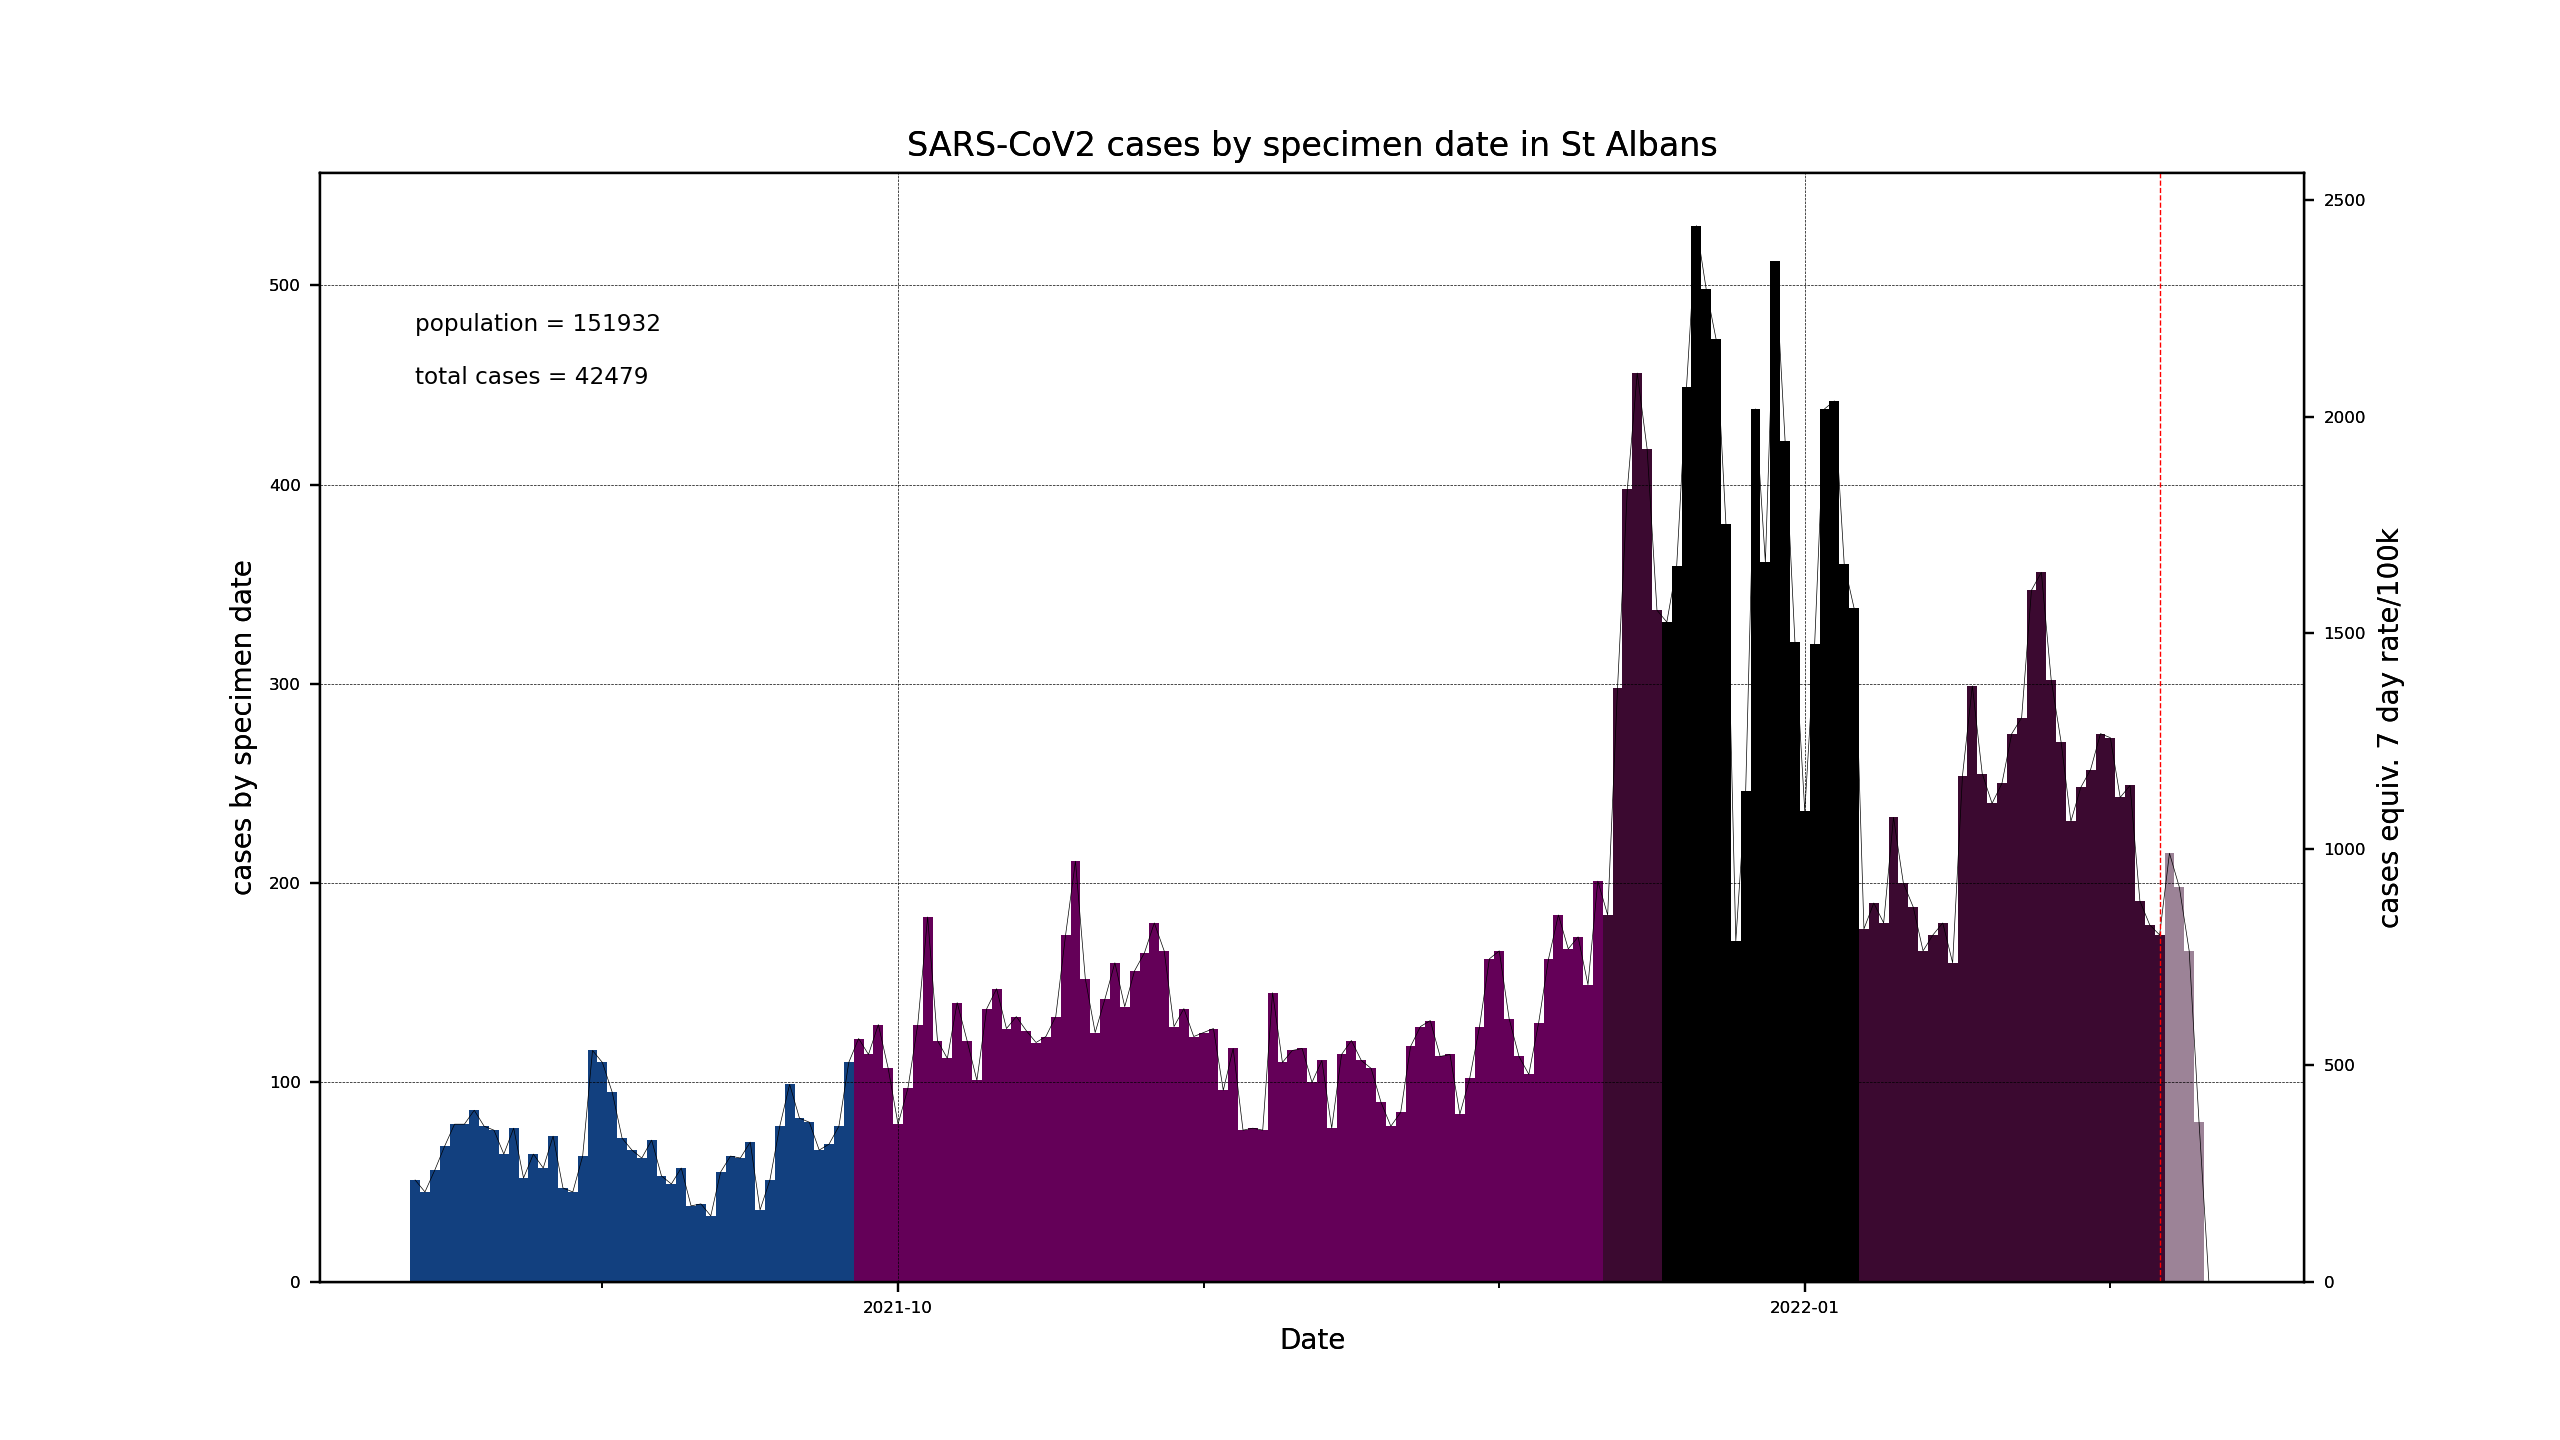 SARS-CoV2 cases by specimen date in St Albans
population = 151932
total cases = 42479
cases by specimen date
500
400
300
200
100
0
2500
2000
1500
1000
500
0
cases equiv. 7 day rate/100k
2021-10
2022-01
Date